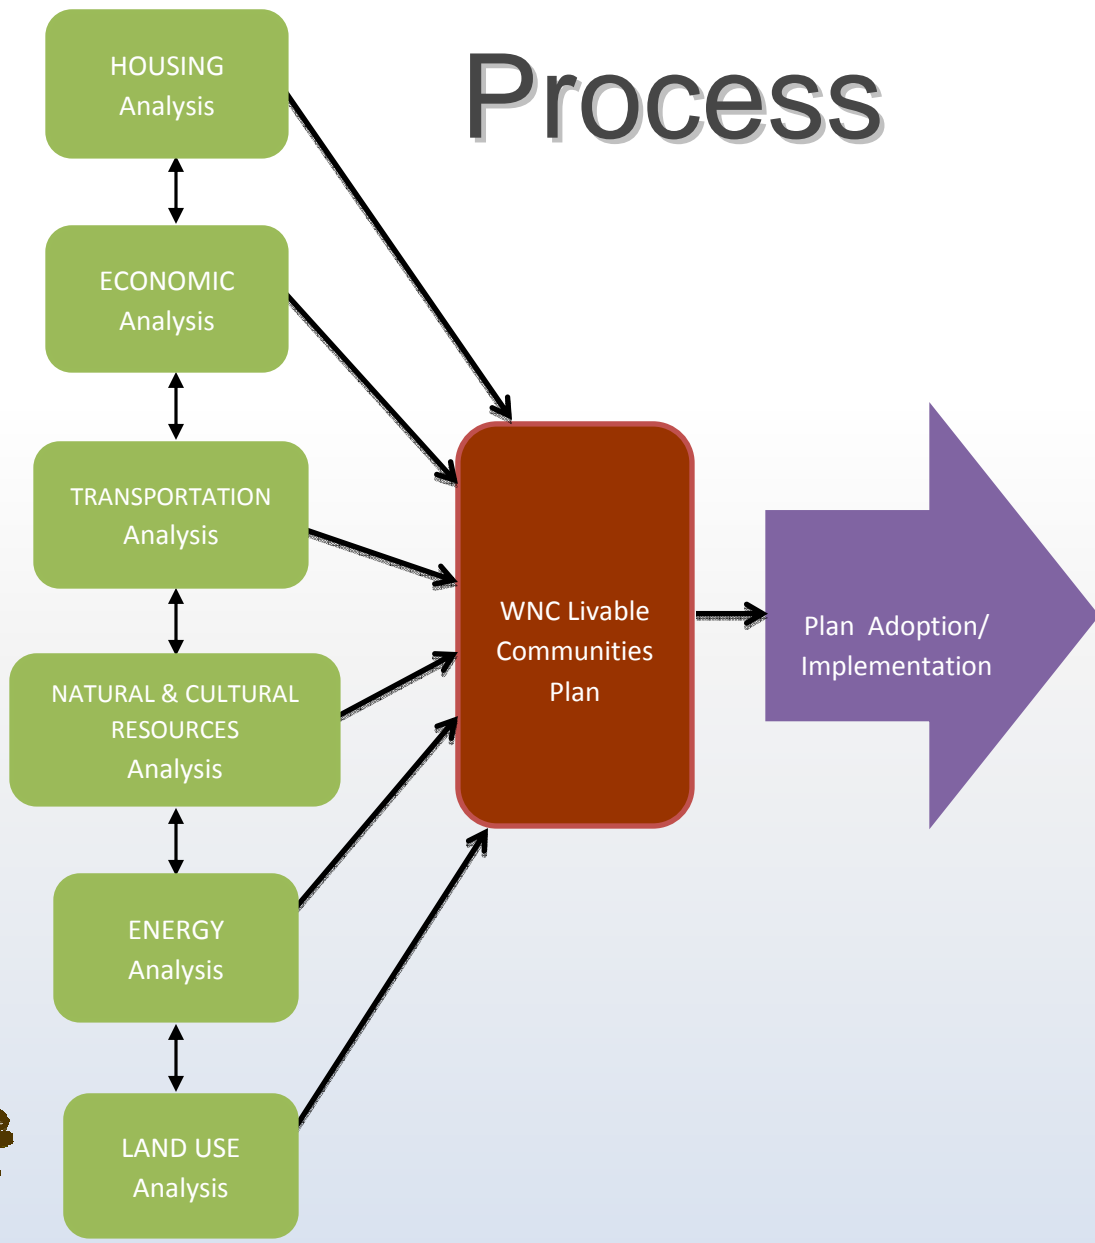 Process
HOUSING
Analysis
ECONOMIC
Analysis
TRANSPORTATION
Analysis
NATURAL & CULTURAL
RESOURCES
Analysis
ENERGY
Analysis
LAND USE
Analysis
WNC Livable
Communities
Plan
Plan Adoption/
Implementation